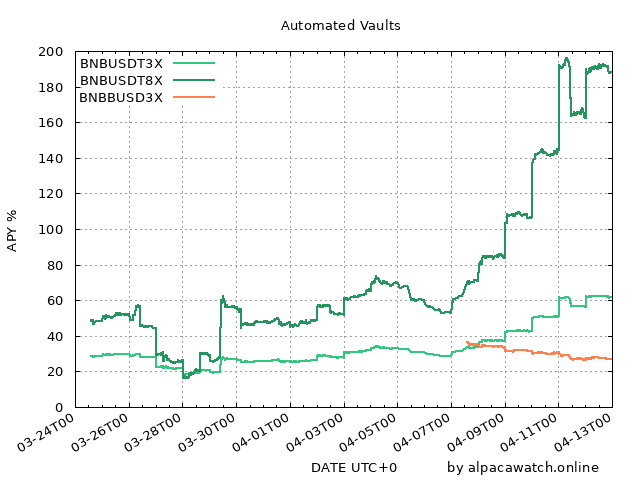 Automated Vaults
BNBUSDT3X
BNBUSDT8X
BNBBUSD3X
APY %
200
180
160
140
120
100
80
60
40
20
0
03-24T00
03-26T00
03-28T00
03-30T00
04-01T00
04-03T00
04-05T00
04-07T00
04-09T00
04-11T00
04-13T00
DATE UTC+0
by alpacawatch.online